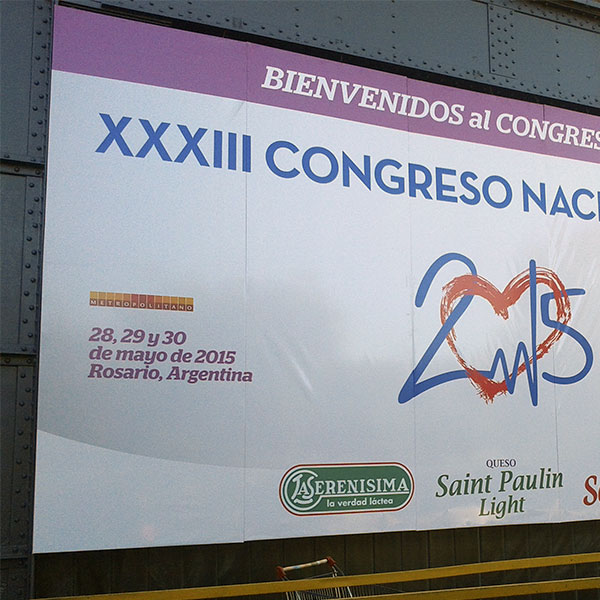 BIENVENIDOS al CONGRES
XXXIII CONGRESO NACI
2015
METROPOLITANO
28, 29 y 30
de mayo de 2015
Rosario, Argentina
LA SERENISIMA
la verdad láctea
QUESO
Saint Paulin
Light